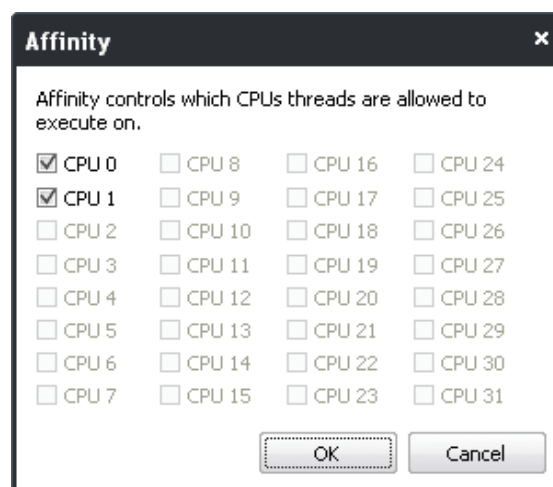 Affinity
Affinity controls which CPUs threads are allowed to
execute on.
CPU 0 CPU 8 CPU 16 CPU 24
CPU 1 CPU 9 CPU 17 CPU 25
CPU 2 CPU 10 CPU 18 CPU 26
CPU 3 CPU 11 CPU 19 CPU 27
CPU 4 CPU 12 CPU 20 CPU 28
CPU 5 CPU 13 CPU 21 CPU 29
CPU 6 CPU 14 CPU 22 CPU 30
CPU 7 CPU 15 CPU 23 CPU 31
OK Cancel